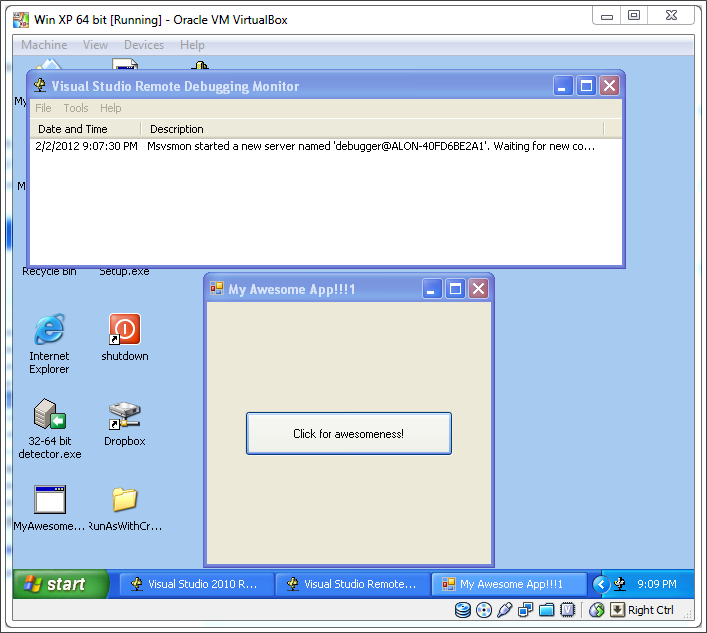 Win XP 64 bit [Running] - Oracle VM VirtualBox
Machine View Devices Help
My
Visual Studio Remote Debugging Monitor
File Tools Help
Date and Time Description
2/2/2012 9:07:30 PM Msvsmon started a new server named 'debugger@ALON-40FD6BE2A1'. Waiting for new co...
M
Recycle Bin Setup.exe
My Awesome App!!!1
Internet Explorer
shutdown
Click for awesomeness!
32-64 bit detector.exe
Dropbox
MyAwesome... RunAsWithCr...
start Visual Studio 2010 R... Visual Studio Remote... My Awesome App!!!1 9:09 PM
Right Ctrl